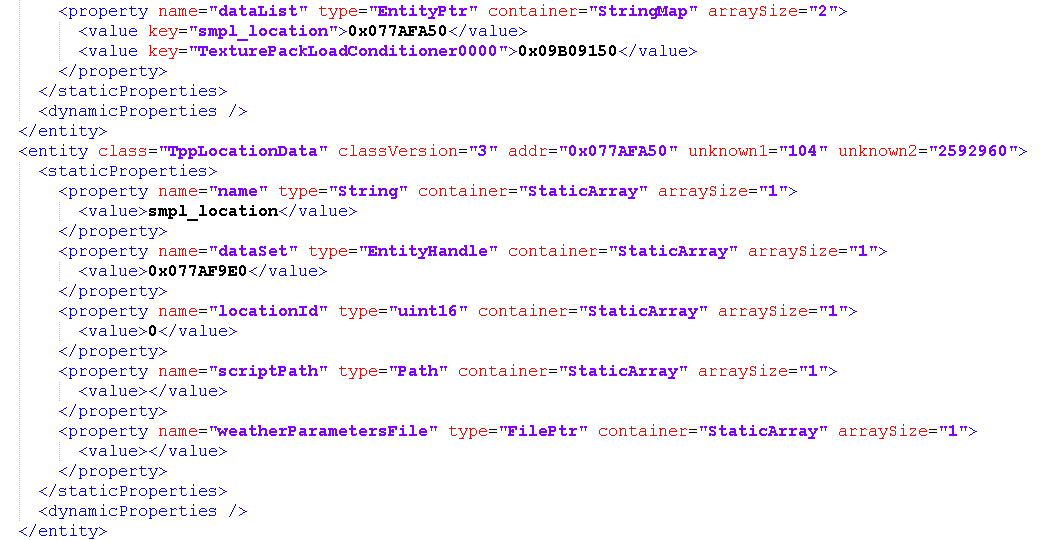 <property name="dataList" type="EntityPtr" container="StringMap" arraySize="2">
<value key="smpl_location">0x077AFA50</value>
<value key="TexturePackLoadConditioner0000">0x09B09150</value>
</property>
</staticProperties>
<dynamicProperties />
</entity>
<entity class="TppLocationData" classVersion="3" addr="0x077AFA50" unknown1="104" unknown2="2592960">
<staticProperties>
<property name="name" type="String" container="StaticArray" arraySize="1">
<value>smpl_location</value>
</property>
<property name="dataSet" type="EntityHandle" container="StaticArray" arraySize="1">
<value>0x077AF9E0</value>
</property>
<property name="locationId" type="uint16" container="StaticArray" arraySize="1">
<value>0</value>
</property>
<property name="scriptPath" type="Path" container="StaticArray" arraySize="1">
<value></value>
</property>
<property name="weatherParametersFile" type="FilePtr" container="StaticArray" arraySize="1">
<value></value>
</property>
</staticProperties>
<dynamicProperties />
</entity>